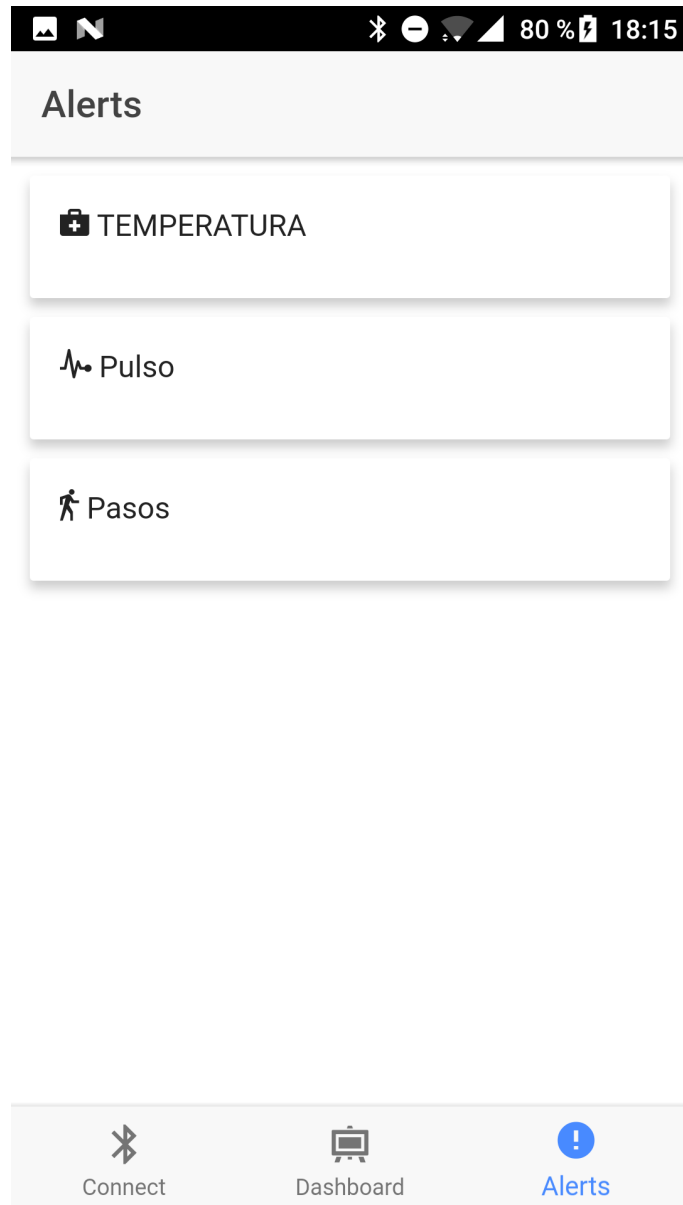 80 % 18:15
Alerts
TEMPERATURA
Pulso
Pasos
Connect Dashboard Alerts